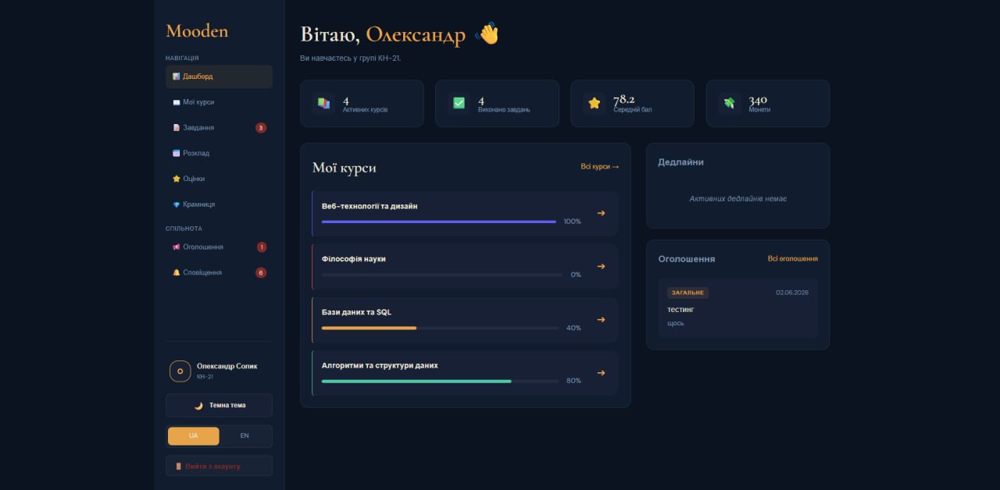 Mooden
НАВІГАЦІЯ
Дашборд
Мої курси
Завдання 3
Розклад
Оцінки
Крамниця
СПІЛЬНОТА
Оголошення 1
Сповіщення 6
О
Олександр Сопик
КН-21
Темна тема
UA EN
Вийти з акаунту
Вітаю, Олександр
Ви навчаєтесь у групі КН-21.
4
Активних курсів
4
Виконано завдань
78.2
Середній бал
340
Монети
Мої курси Всі курси →
Веб-технології та дизайн
100%
→
Філософія науки
0%
→
Бази даних та SQL
40%
→
Алгоритми та структури даних
80%
→
Дедлайни
Активних дедлайнів немає
Оголошення Всі оголошення
ЗАГАЛЬНЕ 02.06.2026
тестинг
щось